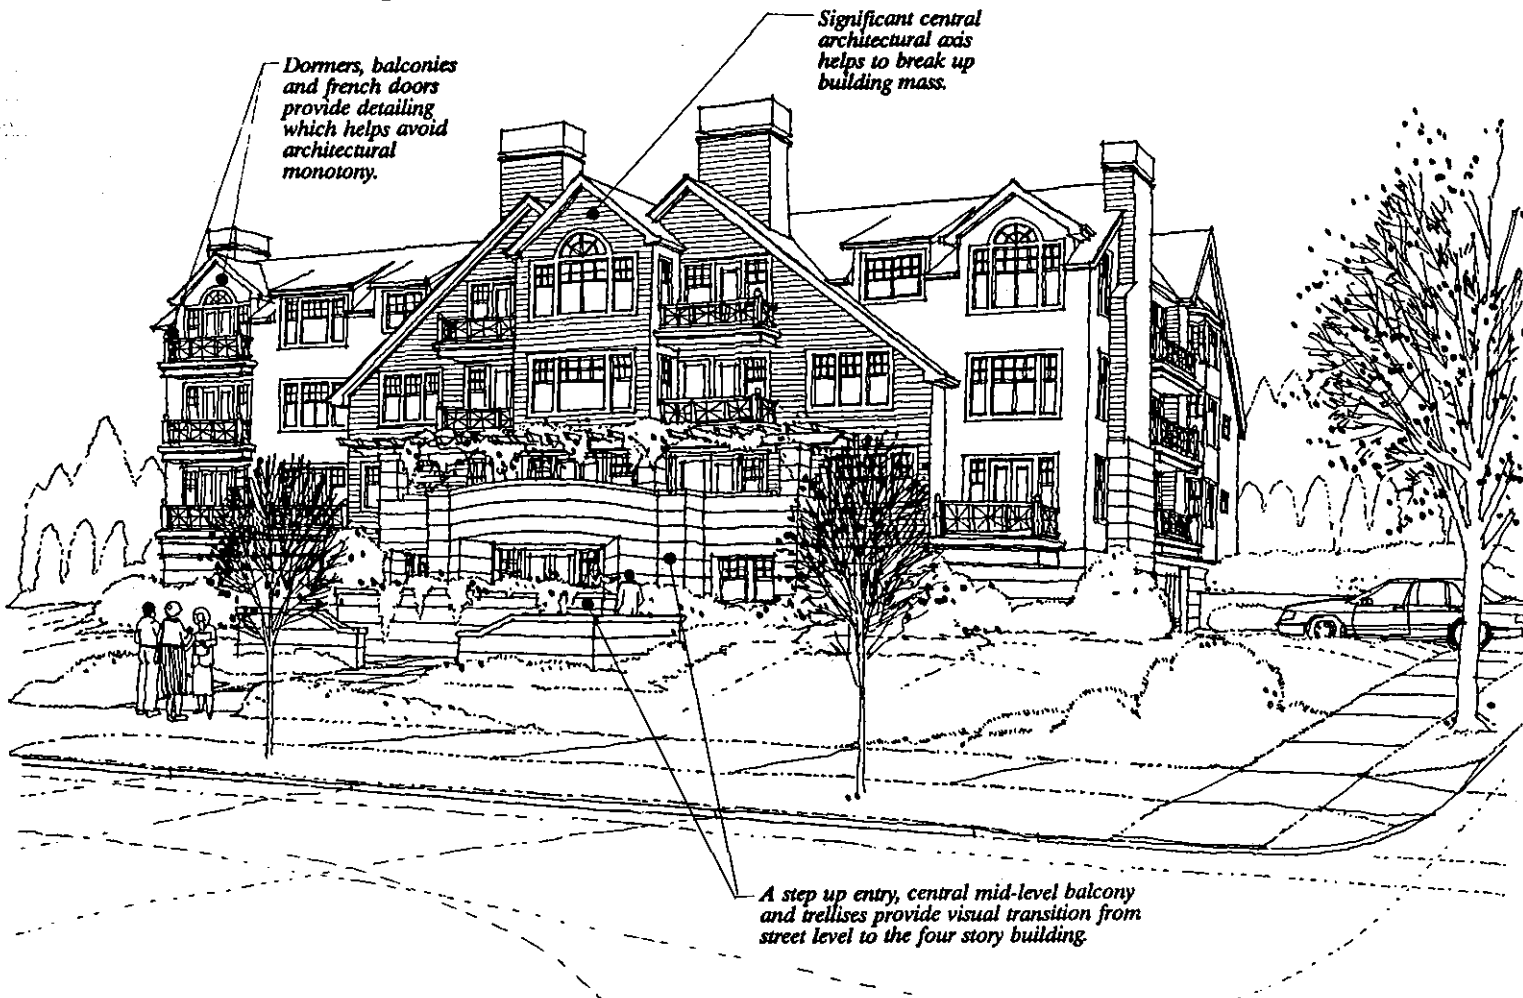 Significant central
architectural axis
helps to break up
building mass.
Dormers, balconies
and french doors
provide detailing
which helps avoid
architectural
monotony.
A step up entry, central mid-level balcony
and trellises provide visual transition from
street level to the four story building.